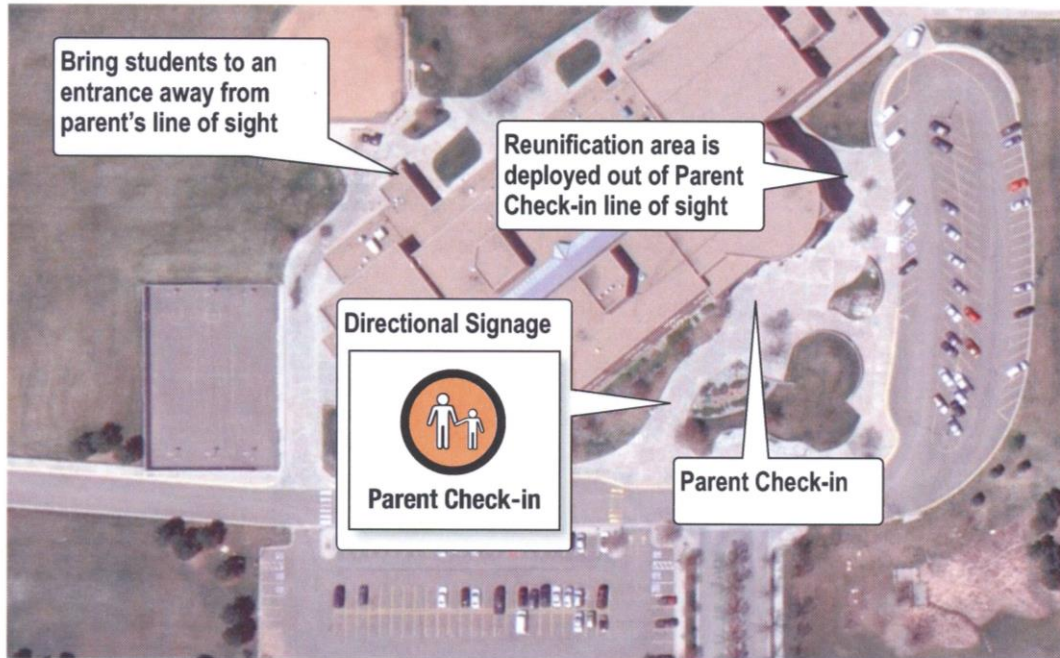 Bring students to an
entrance away from
parent's line of sight
Reunification area is
deployed out of Parent
Check-in line of sight
Directional Signage
Parent Check-in
Parent Check-in